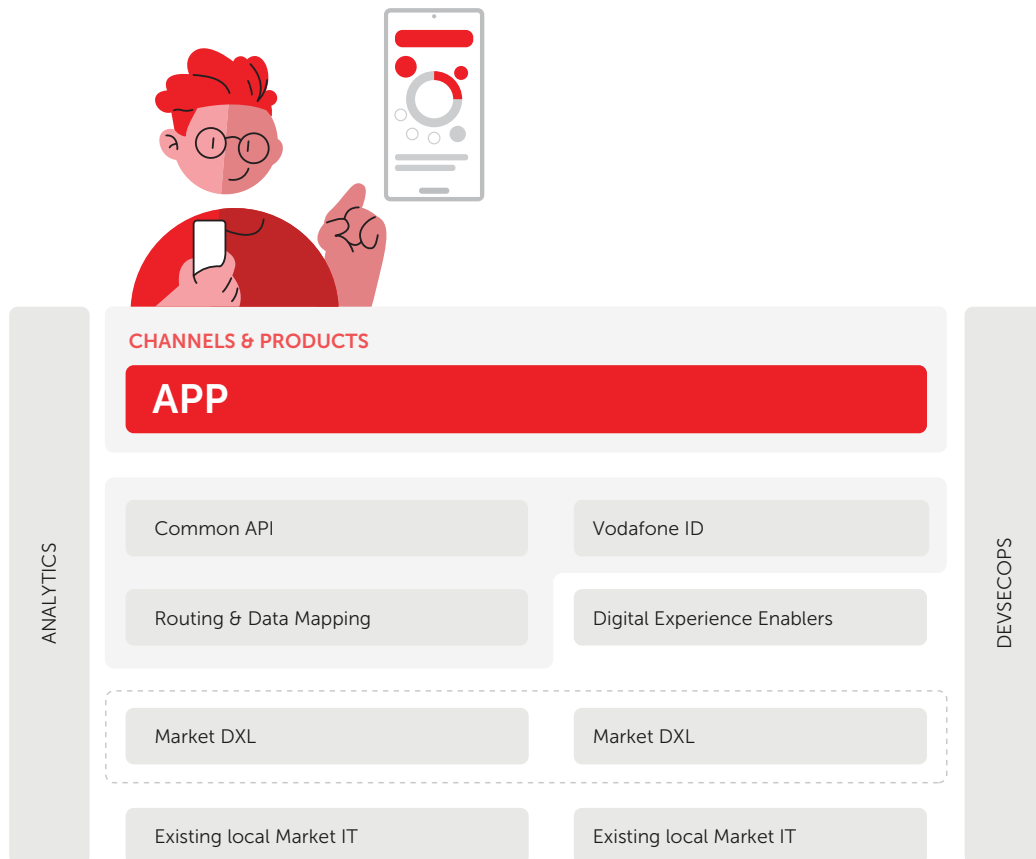 CHANNELS & PRODUCTS
APP
ANALYTICS
Common API
Vodafone ID
Routing & Data Mapping
Digital Experience Enablers
DEVSECOPS
Market DXL
Market DXL
Existing local Market IT
Existing local Market IT